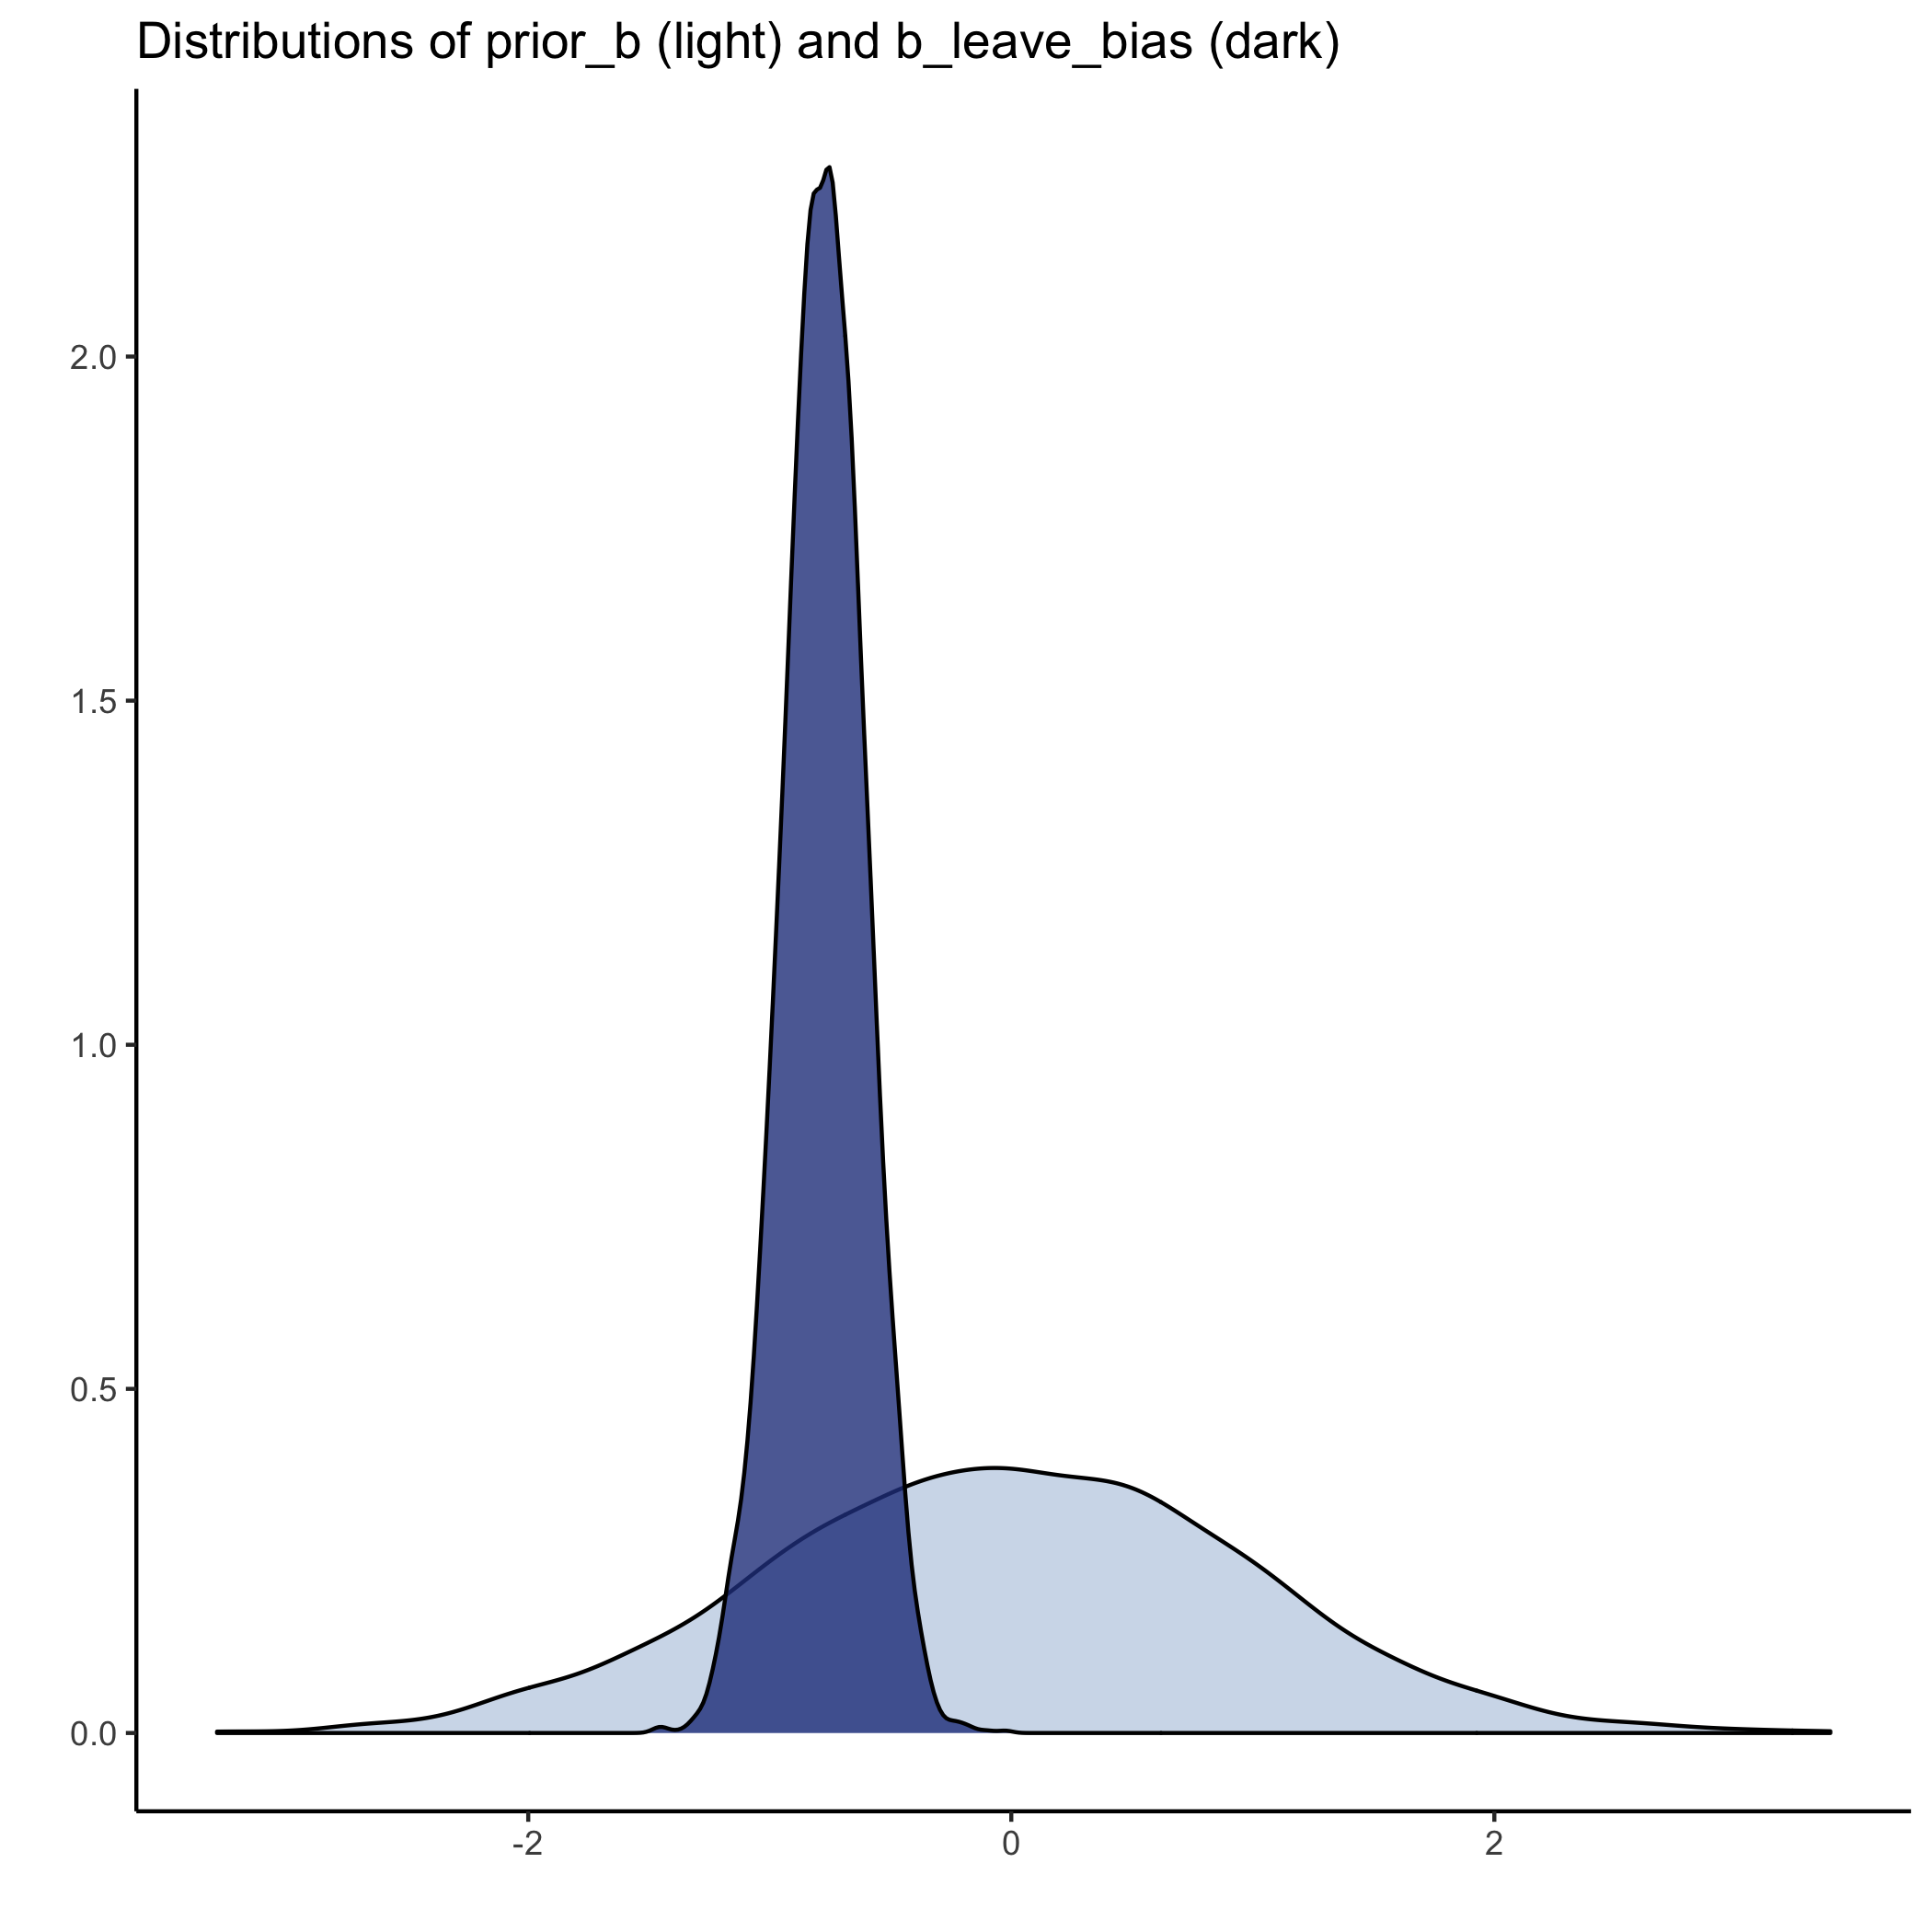 Distributions of prior_b (light) and b_leave_bias (dark)
2.0
1.5
1.0
0.5
0.0
-2 0 2